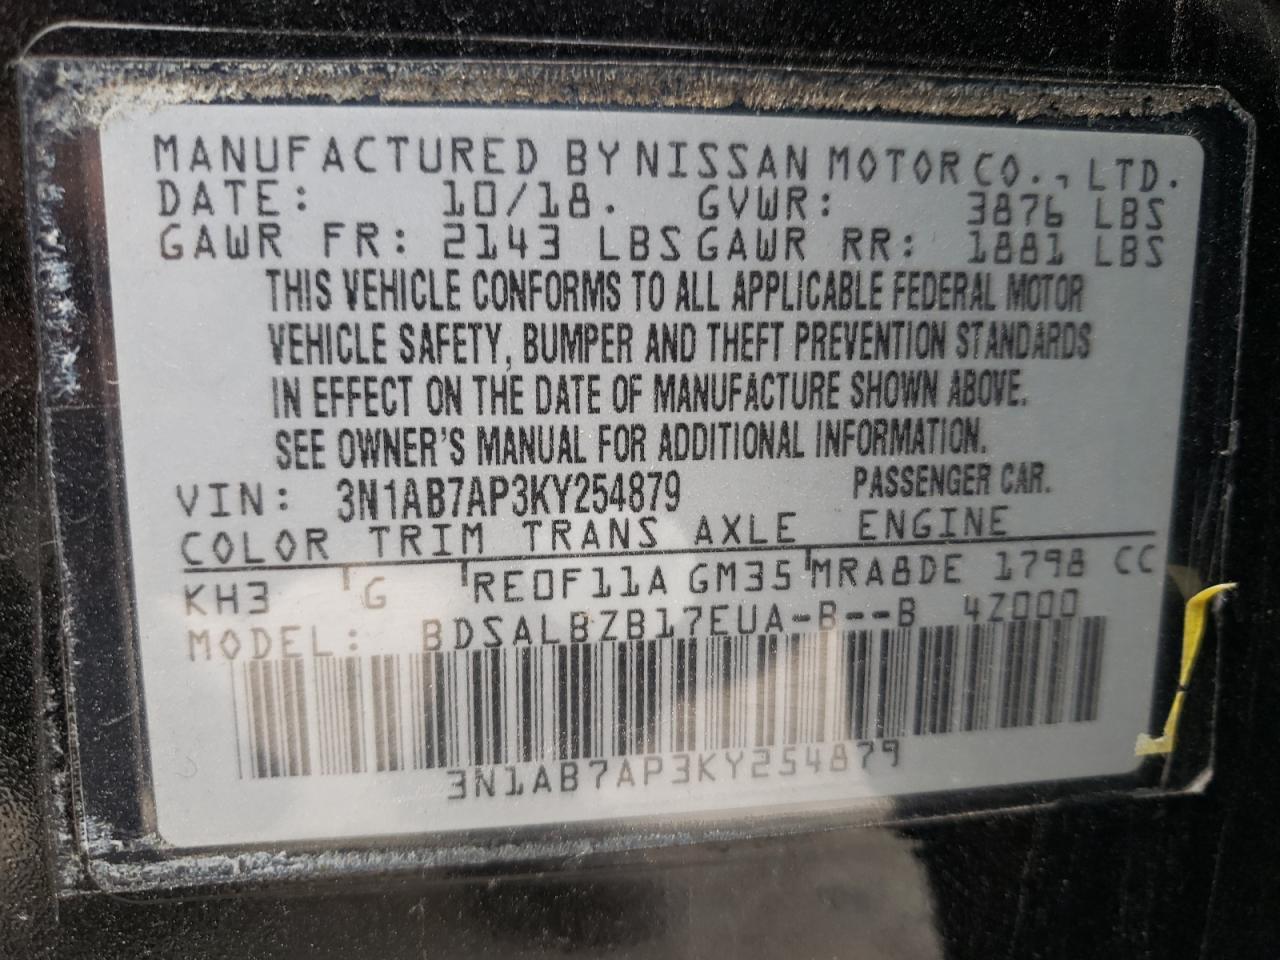 MANUFACTURED BY NISSAN MOTOR CO., LTD.
DATE: 10/18. GVWR: 3876 LBS
GAWR FR: 2143 LBS GAWR RR: 1881 LBS
THIS VEHICLE CONFORMS TO ALL APPLICABLE FEDERAL MOTOR
VEHICLE SAFETY, BUMPER AND THEFT PREVENTION STANDARDS
IN EFFECT ON THE DATE OF MANUFACTURE SHOWN ABOVE.
SEE OWNER'S MANUAL FOR ADDITIONAL INFORMATION.
VIN: 3N1AB7AP3KY254879 PASSENGER CAR.
COLOR TRIM TRANS AXLE ENGINE
KH3 G RE0F11A GM35 MRA8DE 1798 CC
MODEL: BDSALBZB17EUA-B--B 4Z000
3N1AB7AP3KY254879